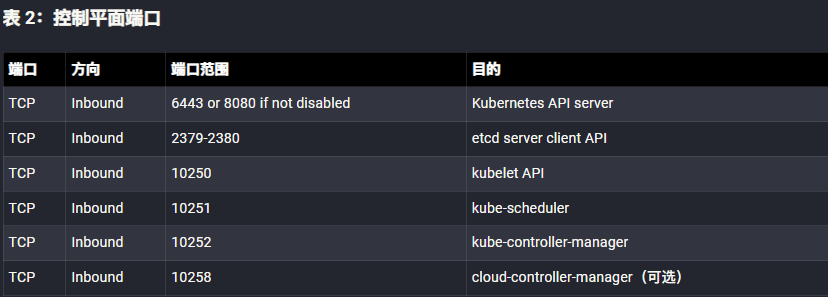 表 2：控制平面端口
端口 方向 端口范围 目的
TCP Inbound 6443 or 8080 if not disabled Kubernetes API server
TCP Inbound 2379-2380 etcd server client API
TCP Inbound 10250 kubelet API
TCP Inbound 10251 kube-scheduler
TCP Inbound 10252 kube-controller-manager
TCP Inbound 10258 cloud-controller-manager（可选）